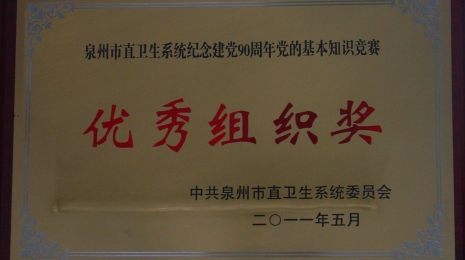 泉州市直卫生系统纪念建党90周年党的基本知识竞赛
优秀组织奖
中共泉州市直卫生系统委员会
二〇一一年五月